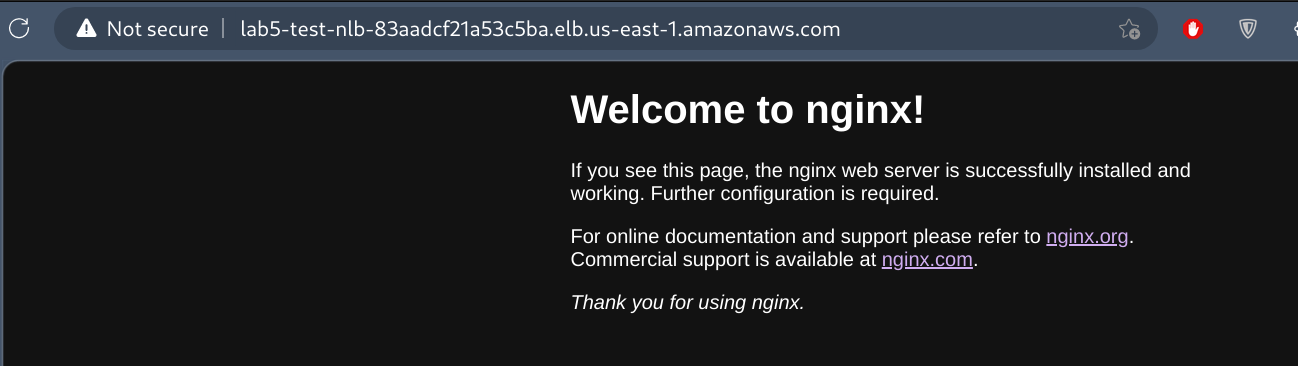 Not secure | lab5-test-nlb-83aadcf21a53c5ba.elb.us-east-1.amazonaws.com
Welcome to nginx!
If you see this page, the nginx web server is successfully installed and
working. Further configuration is required.
For online documentation and support please refer to nginx.org.
Commercial support is available at nginx.com.
Thank you for using nginx.